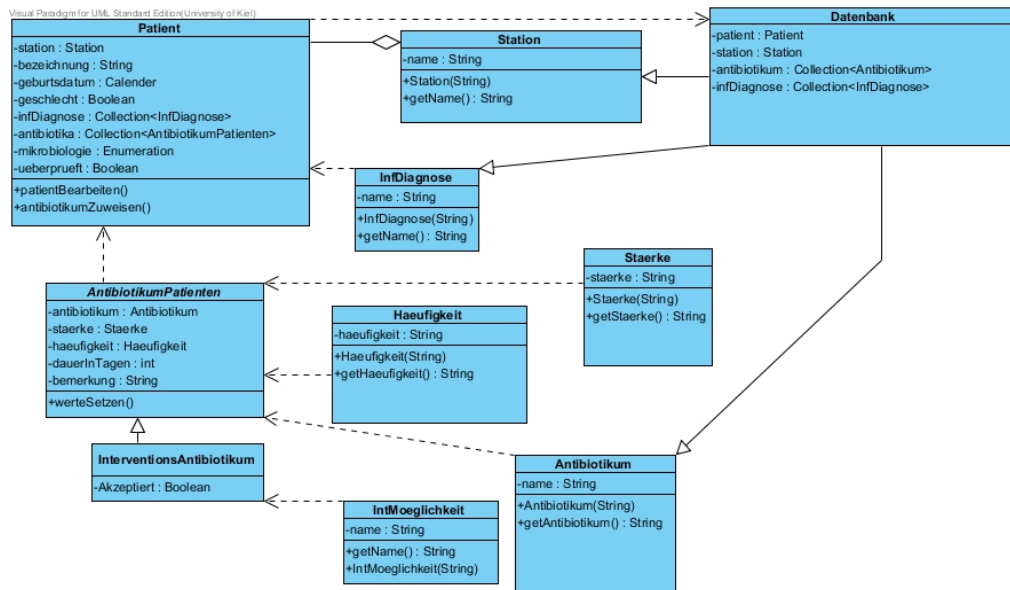 Visual Paradigm for UML Standard Edition(University of Kiel)
Patient
-station : Station
-bezeichnung : String
-geburtsdatum : Calender
-geschlecht : Boolean
-infDiagnose : Collection<InfDiagnose>
-antibiotika : Collection<AntibiotikumPatienten>
-mikrobiologie : Enumeration
-ueberprueft : Boolean
+patientBearbeiten()
+antibiotikumZuweisen()
Station
-name : String
+Station(String)
+getName() : String
Datenbank
-patient : Patient
-station : Station
-antibiotikum : Collection<Antibiotikum>
-infDiagnose : Collection<InfDiagnose>
InfDiagnose
-name : String
+InfDiagnose(String)
+getName() : String
Staerke
-staerke : String
+Staerke(String)
+getStaerke() : String
AntibiotikumPatienten
-antibiotikum : Antibiotikum
-staerke : Staerke
-haeufigkeit : Haeufigkeit
-dauerInTagen : int
-bemerkung : String
+werteSetzen()
Haeufigkeit
-haeufigkeit : String
+Haeufigkeit(String)
+getHaeufigkeit() : String
InterventionsAntibiotikum
-Akzeptiert : Boolean
Antibiotikum
-name : String
+Antibiotikum(String)
+getAntibiotikum() : String
IntMoeglichkeit
-name : String
+getName() : String
+IntMoeglichkeit(String)